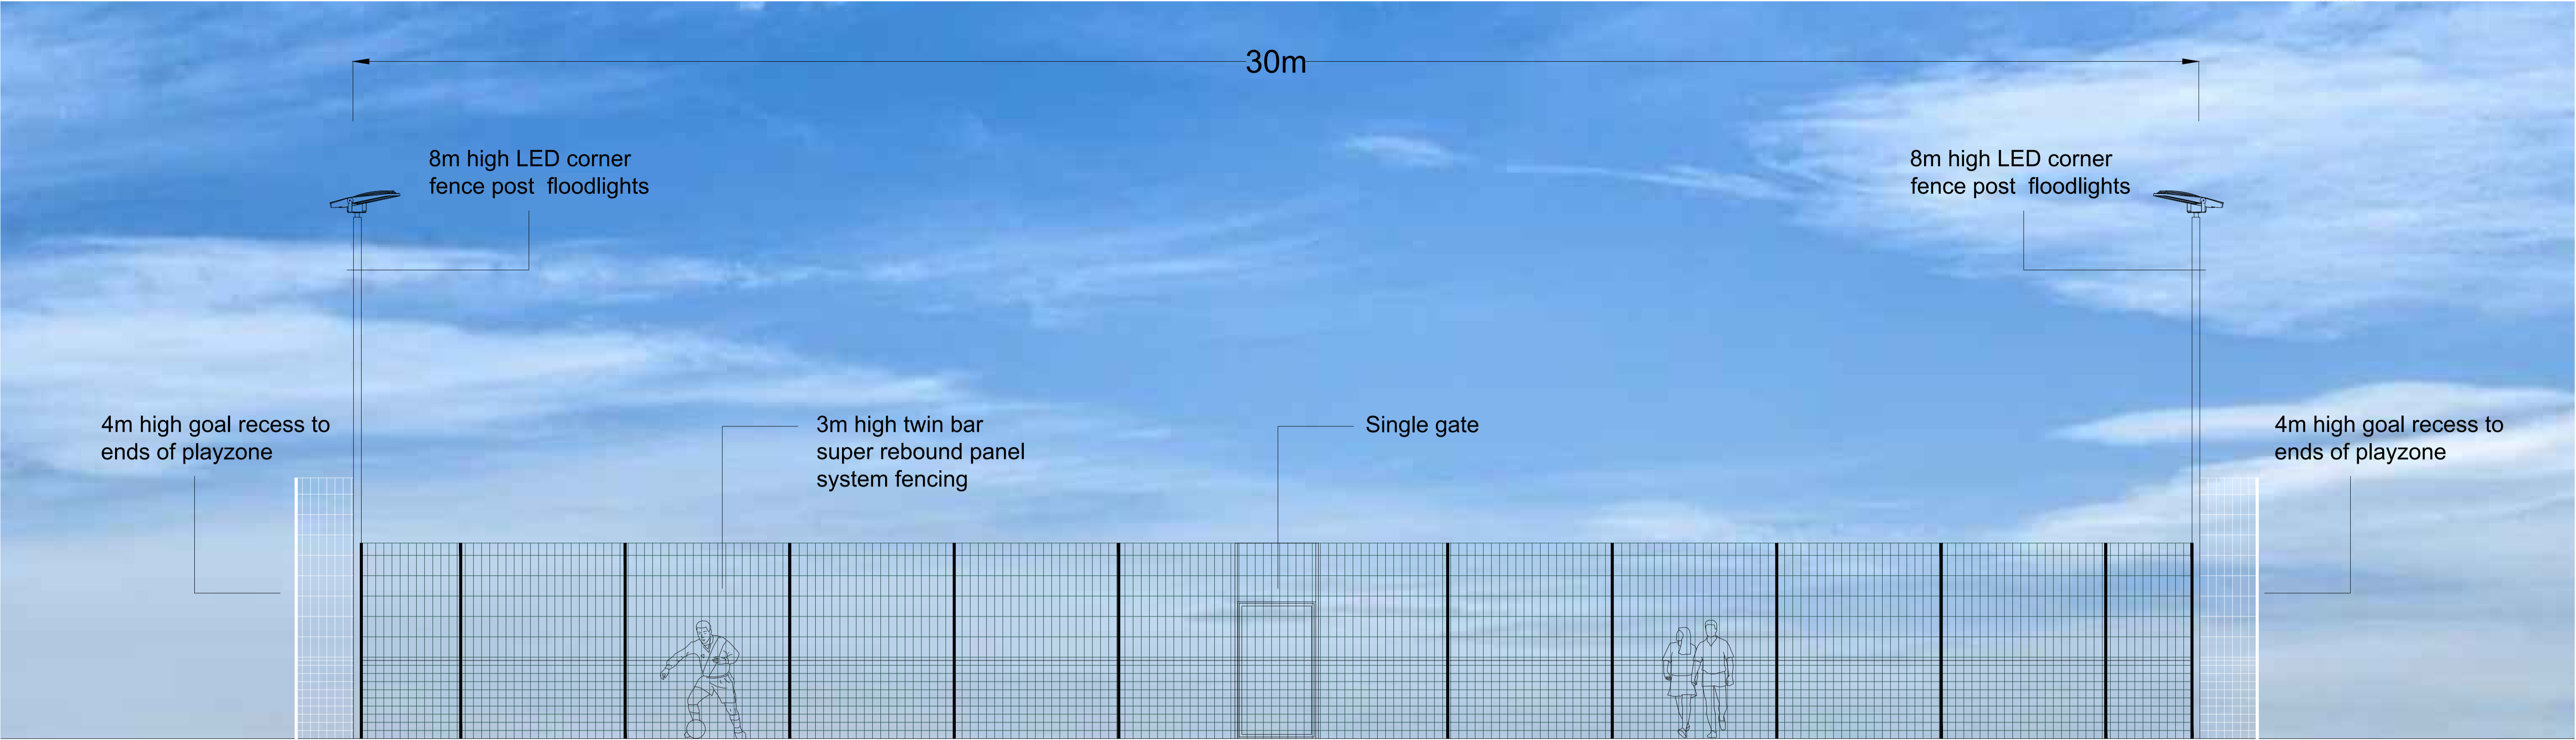 30m
8m high LED corner
fence post floodlights
8m high LED corner
fence post floodlights
4m high goal recess to
ends of playzone
3m high twin bar
super rebound panel
system fencing
Single gate
4m high goal recess to
ends of playzone